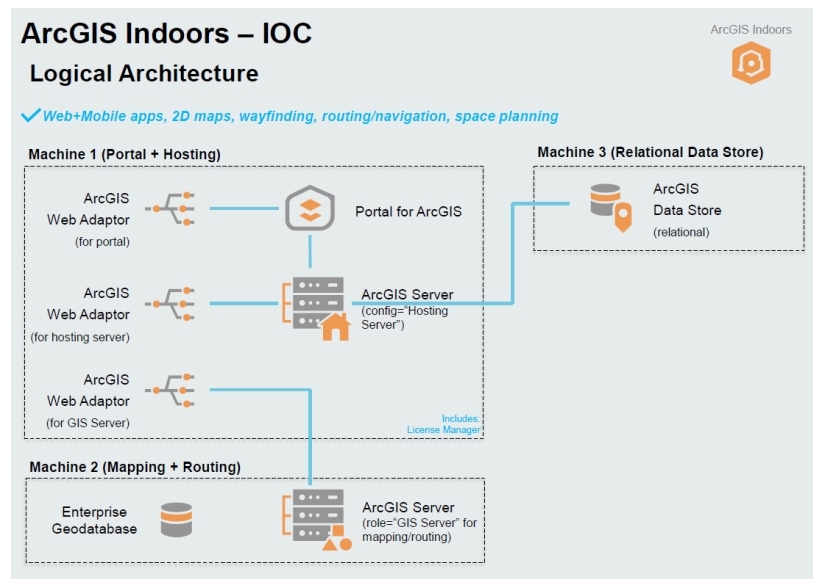 ArcGIS Indoors – IOC
ArcGIS Indoors
Logical Architecture
Web+Mobile apps, 2D maps, wayfinding, routing/navigation, space planning
Machine 1 (Portal + Hosting)
ArcGIS
Web Adaptor
(for portal)
Portal for ArcGIS
ArcGIS
Web Adaptor
(for hosting server)
ArcGIS Server
(config="Hosting
Server")
ArcGIS
Web Adaptor
(for GIS Server)
Includes:
License Manager
Machine 3 (Relational Data Store)
ArcGIS
Data Store
(relational)
Machine 2 (Mapping + Routing)
Enterprise
Geodatabase
ArcGIS Server
(role="GIS Server" for
mapping/routing)